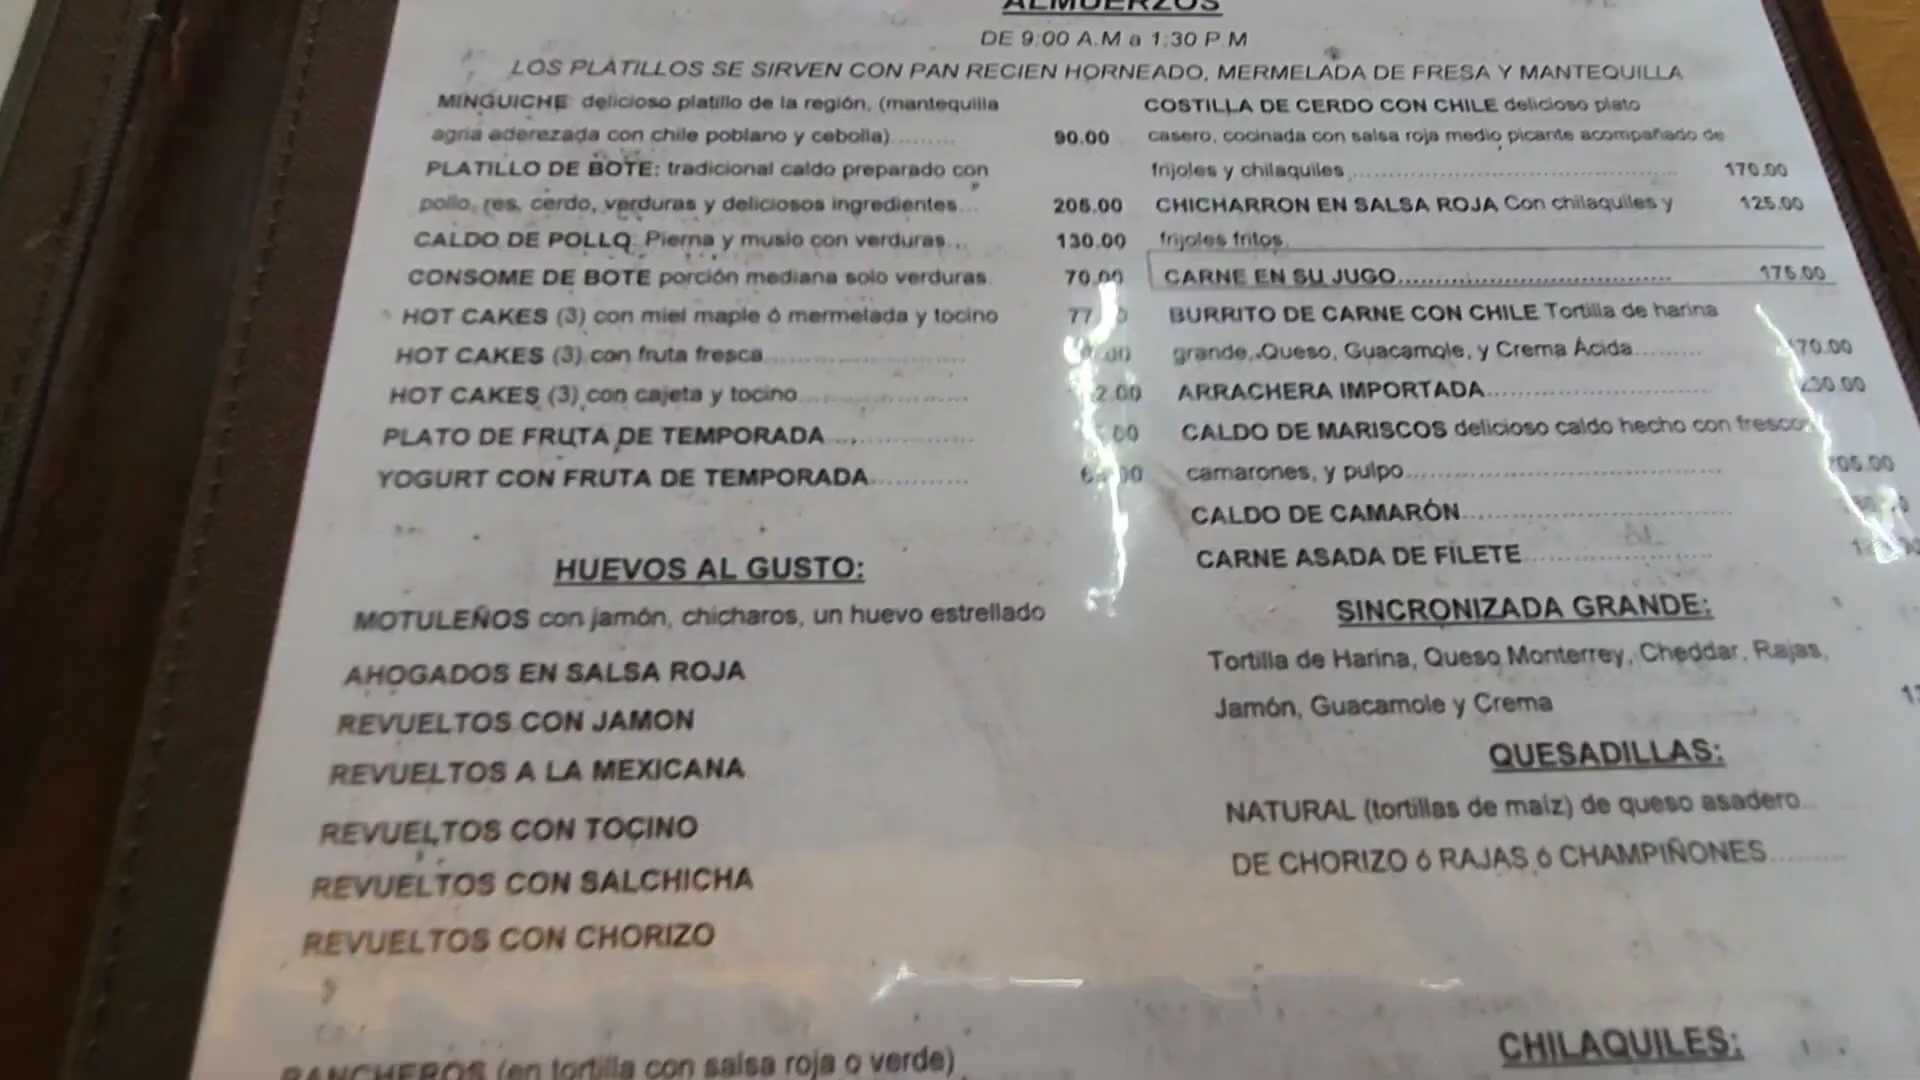 ALMUERZOS
DE 9:00 A.M a 1:30 P.M
LOS PLATILLOS SE SIRVEN CON PAN RECIEN HORNEADO, MERMELADA DE FRESA Y MANTEQUILLA
MINGUICHE: delicioso platillo de la región, (mantequilla
agria aderezada con chile poblano y cebolla)......... 90.00
PLATILLO DE BOTE: tradicional caldo preparado con
pollo, res, cerdo, verduras y deliciosos ingredientes... 205.00
CALDO DE POLLO. Pierna y muslo con verduras... 130.00
CONSOME DE BOTE porción mediana solo verduras. 70.00
HOT CAKES (3) con miel maple ó mermelada y tocino
HOT CAKES (3) con fruta fresca
HOT CAKES (3) con cajeta y tocino
PLATO DE FRUTA DE TEMPORADA
YOGURT CON FRUTA DE TEMPORADA
HUEVOS AL GUSTO:
MOTULEÑOS con jamón, chicharos, un huevo estrellado
AHOGADOS EN SALSA ROJA
REVUELTOS CON JAMON
REVUELTOS A LA MEXICANA
REVUELTOS CON TOCINO
REVUELTOS CON SALCHICHA
REVUELTOS CON CHORIZO
RANCHEROS (en tortilla con salsa roja o verde)
COSTILLA DE CERDO CON CHILE delicioso plato
casero, cocinada con salsa roja medio picante acompañado de
frijoles y chilaquiles 170.00
CHICHARRON EN SALSA ROJA Con chilaquiles y 125.00
frijoles fritos
CARNE EN SU JUGO 175.00
BURRITO DE CARNE CON CHILE Tortilla de harina
grande, Queso, Guacamole, y Crema Ácida
ARRACHERA IMPORTADA
CALDO DE MARISCOS delicioso caldo hecho con frescos
camarones, y pulpo
CALDO DE CAMARÓN
CARNE ASADA DE FILETE
SINCRONIZADA GRANDE:
Tortilla de Harina, Queso Monterrey, Cheddar, Rajas,
Jamón, Guacamole y Crema
QUESADILLAS:
NATURAL (tortillas de maíz) de queso asadero
DE CHORIZO ó RAJAS ó CHAMPIÑONES
CHILAQUILES: